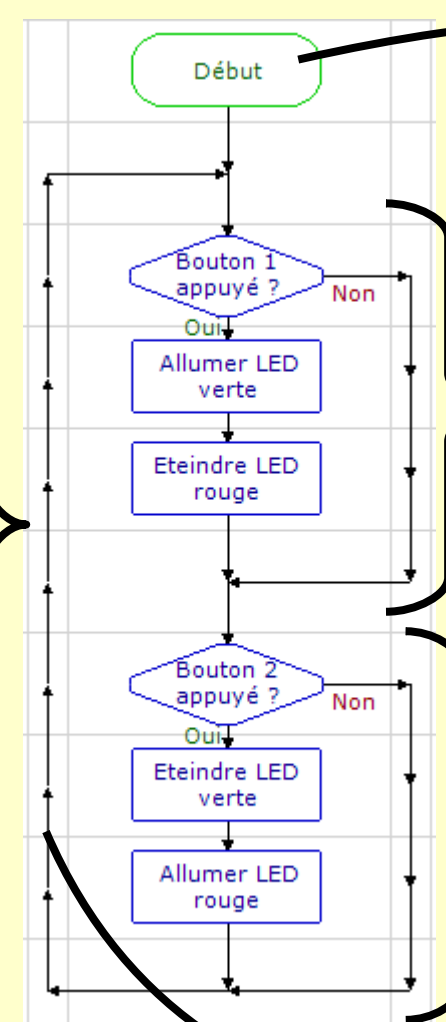 Début
Bouton 1
appuyé ?
Non
Oui
Allumer LED
verte
Eteindre LED
rouge
Bouton 2
appuyé ?
Non
Oui
Eteindre LED
verte
Allumer LED
rouge